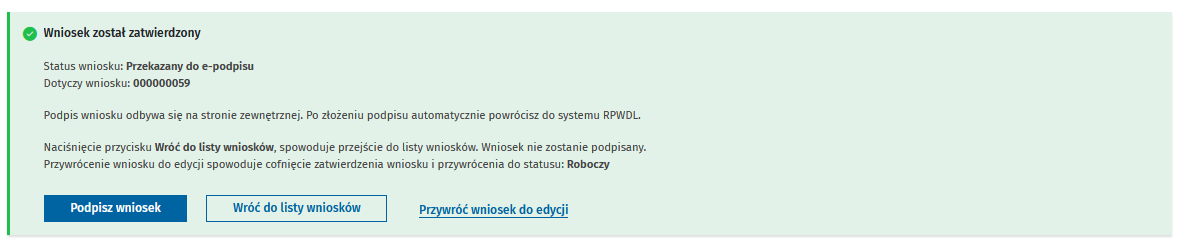 Wniosek został zatwierdzony
Status wniosku: Przekazany do e-podpisu
Dotyczy wniosku: 000000059
Podpis wniosku odbywa się na stronie zewnętrznej. Po złożeniu podpisu automatycznie powrócisz do systemu RPWDL.
Naciśnięcie przycisku Wróć do listy wniosków, spowoduje przejście do listy wniosków. Wniosek nie zostanie podpisany.
Przywrócenie wniosku do edycji spowoduje cofnięcie zatwierdzenia wniosku i przywrócenia do statusu: Roboczy
Podpisz wniosek
Wróć do listy wniosków
Przywróć wniosek do edycji